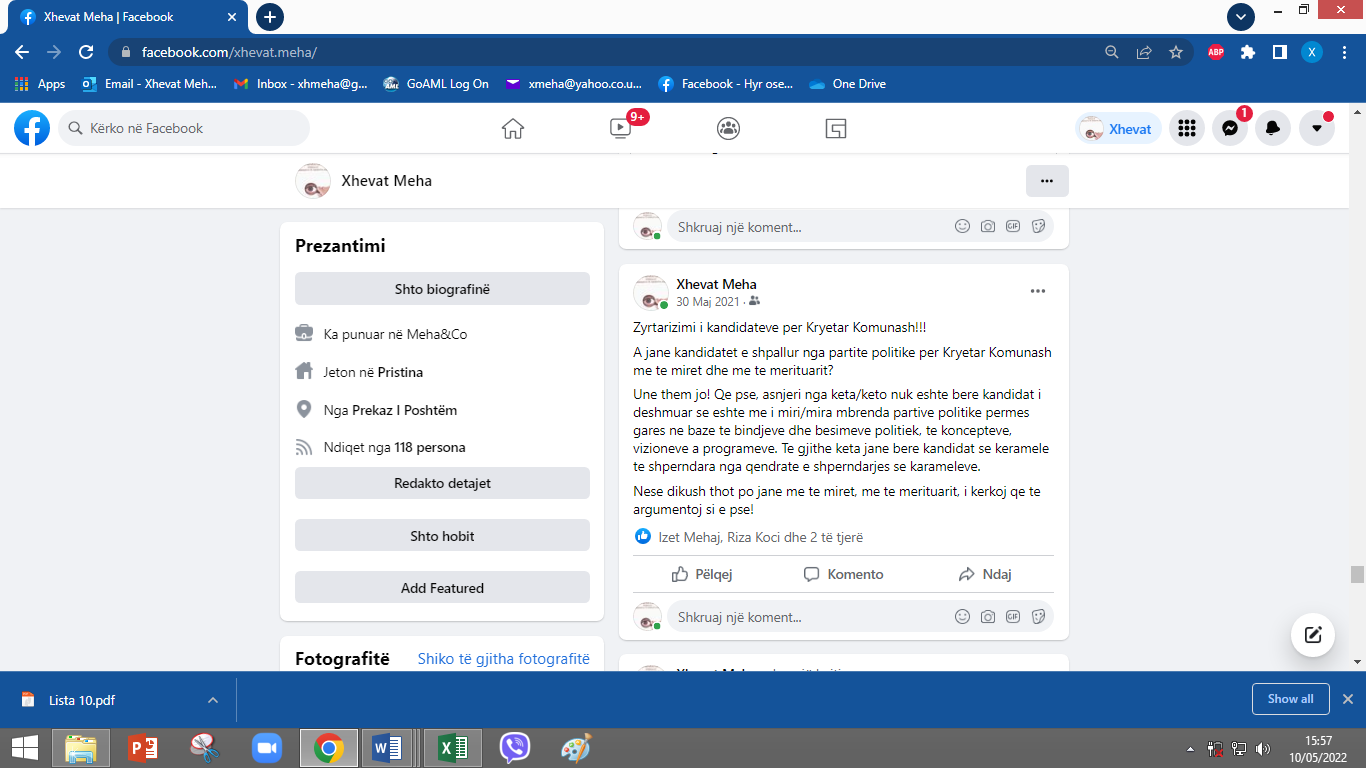 Xhevat Meha | Facebook
facebook.com/xhevat.meha/
ABP
X
Apps
Email - Xhevat Meh...
Inbox - xhmeha@g...
GoAML Log On
xmeha@yahoo.co.u...
Facebook - Hyr ose...
One Drive
Kërko në Facebook
9+
Xhevat
1
Xhevat Meha
Prezantimi
Shto biografinë
Ka punuar në Meha&Co
Jeton në Pristina
Nga Prekaz I Poshtëm
Ndiqet nga 118 persona
Redakto detajet
Shto hobit
Add Featured
Fotografitë
Shiko të gjitha fotografitë
Shkruaj një koment...
GIF
Xhevat Meha
30 Maj 2021 ·
Zyrtarizimi i kandidateve per Kryetar Komunash!!!
A jane kandidatet e shpallur nga partite politike per Kryetar Komunash
me te miret dhe me te merituarit?
Une them jo! Qe pse, asnjeri nga keta/keto nuk eshte bere kandidat i
deshmuar se eshte me i miri/mira mbrenda partive politike permes
gares ne baze te bindjeve dhe besimeve politiek, te koncepteve,
vizioneve a programeve. Te gjithe keta jane bere kandidat se keramele
te shperndara nga qendrate e shperndarjes se karameleve.
Nese dikush thot po jane me te miret, me te merituarit, i kerkoj qe te
argumentoj si e pse!
Izet Mehaj, Riza Koci dhe 2 të tjerë
Pëlqej
Komento
Ndaj
Shkruaj një koment...
GIF
Lista 10.pdf
Show all
15:57
10/05/2022